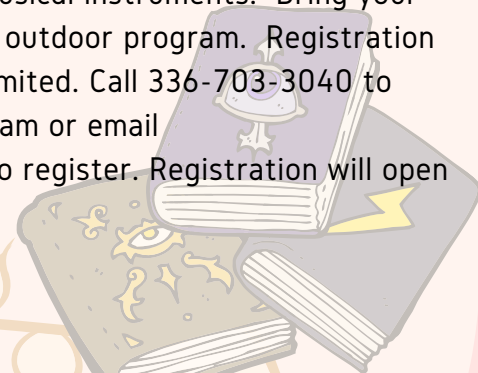 musical instruments. Bring your
outdoor program. Registration
mited. Call 336-703-3040 to
am or email
o register. Registration will open